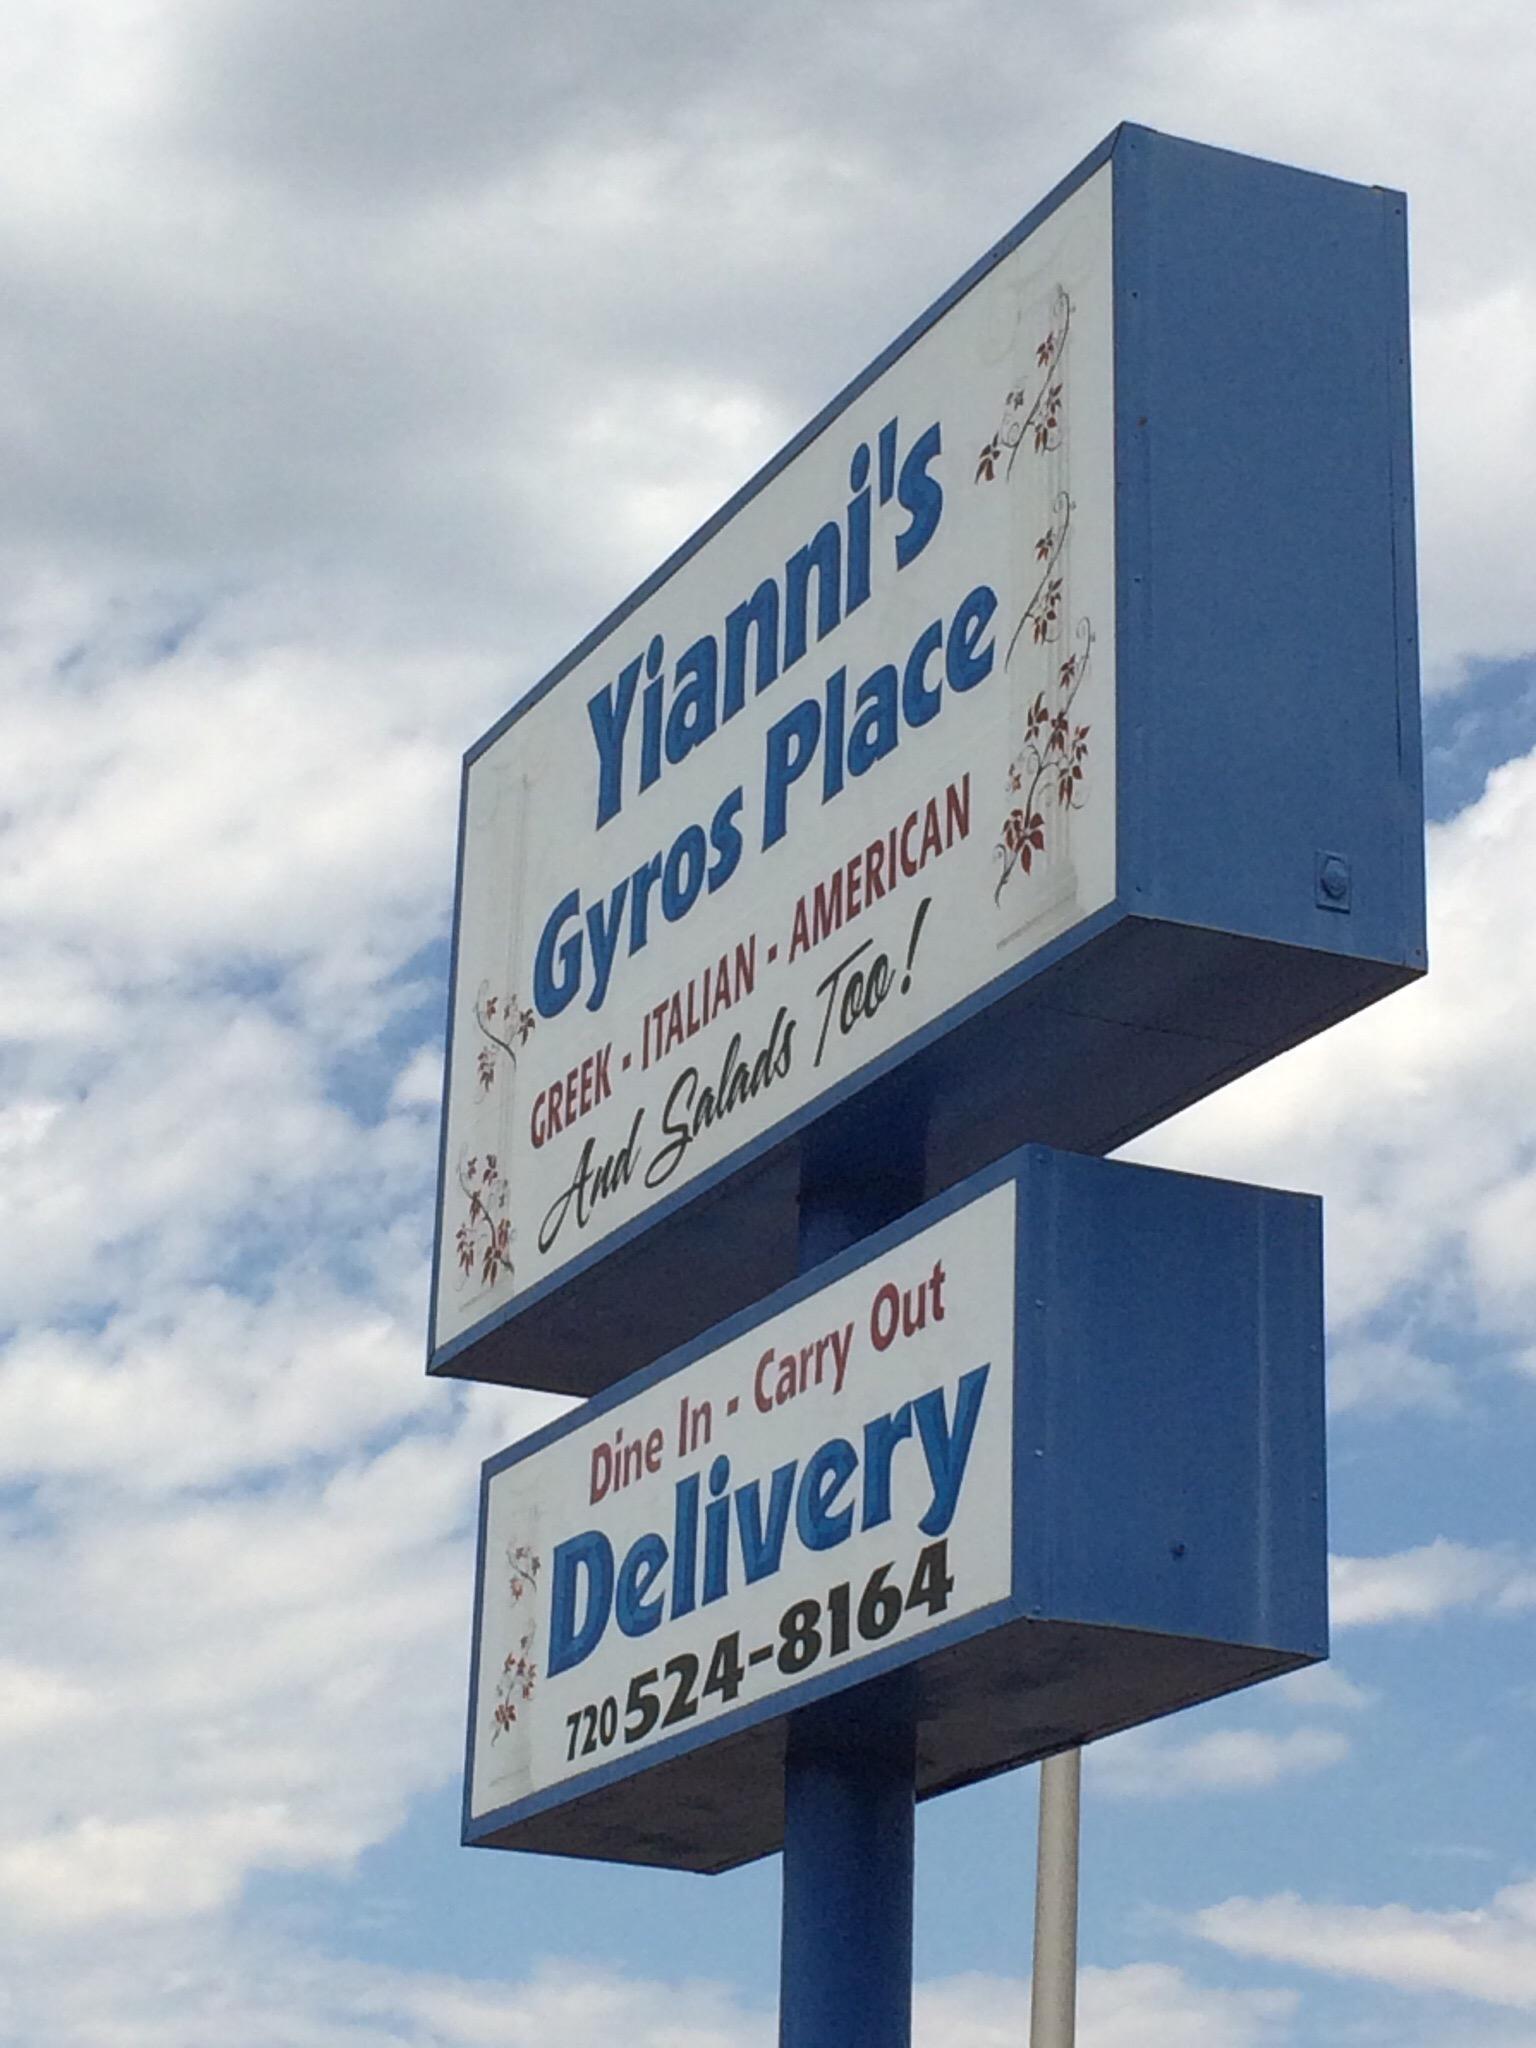 Yianni's
Gyros Place
GREEK - ITALIAN - AMERICAN
And Salads Too!
Dine In - Carry Out
Delivery
720 524-8164